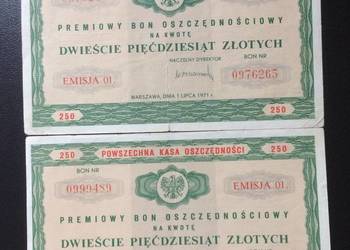 PREMIOWY BON OSZCZĘDNOŚCIOWY
NA KWOTĘ
DWIEŚCIE PIĘĆDZIESIĄT ZŁOTYCH
NACZELNY DYREKTOR
BON NR
EMISJA 01
0976265
WARSZAWA, DNIA 1 LIPCA 1971 r.
250
250
250
POWSZECHNA KASA OSZCZĘDNOŚCI
250
BON NR
0999489
EMISJA 01
PREMIOWY BON OSZCZĘDNOŚCIOWY
NA KWOTĘ
DWIEŚCIE PIĘĆDZIESIĄT ZŁOTYCH